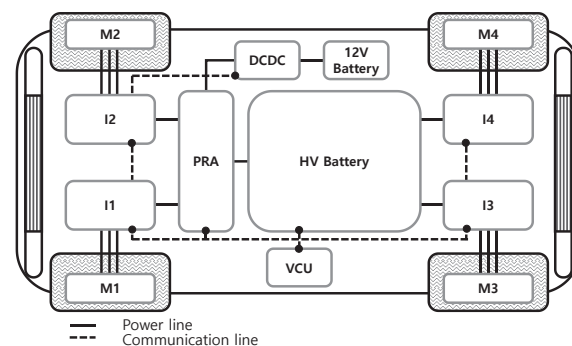 M2
M4
DCDC
12V
Battery
I2
I4
PRA
HV Battery
I1
I3
VCU
M1
M3
Power line
Communication line